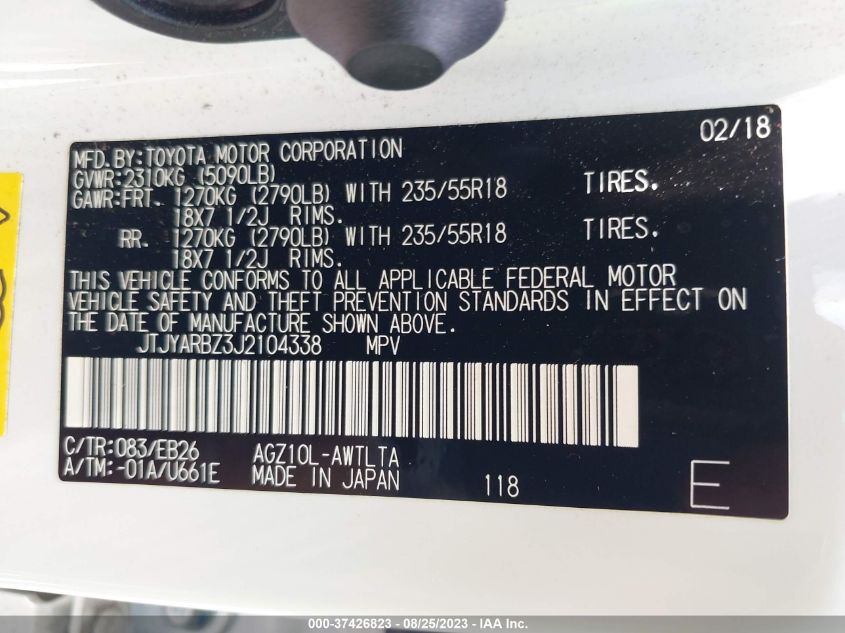 02/18
MFD.BY:TOYOTA MOTOR CORPORATION
GVWR:2310KG (5090LB)
GAWR:FRT. 1270KG (2790LB) WITH 235/55R18 TIRES.
18X7 1/2J RIMS.
RR. 1270KG (2790LB) WITH 235/55R18 TIRES.
18X7 1/2J RIMS.
THIS VEHICLE CONFORMS TO ALL APPLICABLE FEDERAL MOTOR
VEHICLE SAFETY AND THEFT PREVENTION STANDARDS IN EFFECT ON
THE DATE OF MANUFACTURE SHOWN ABOVE.
JTJYARBZ3J2104338 MPV
C/TR:083/EB26 AGZ10L-AWTLTA
A/TM:-01A/U661E MADE IN JAPAN 118 E
000-37426823 - 08/25/2023 - IAA Inc.